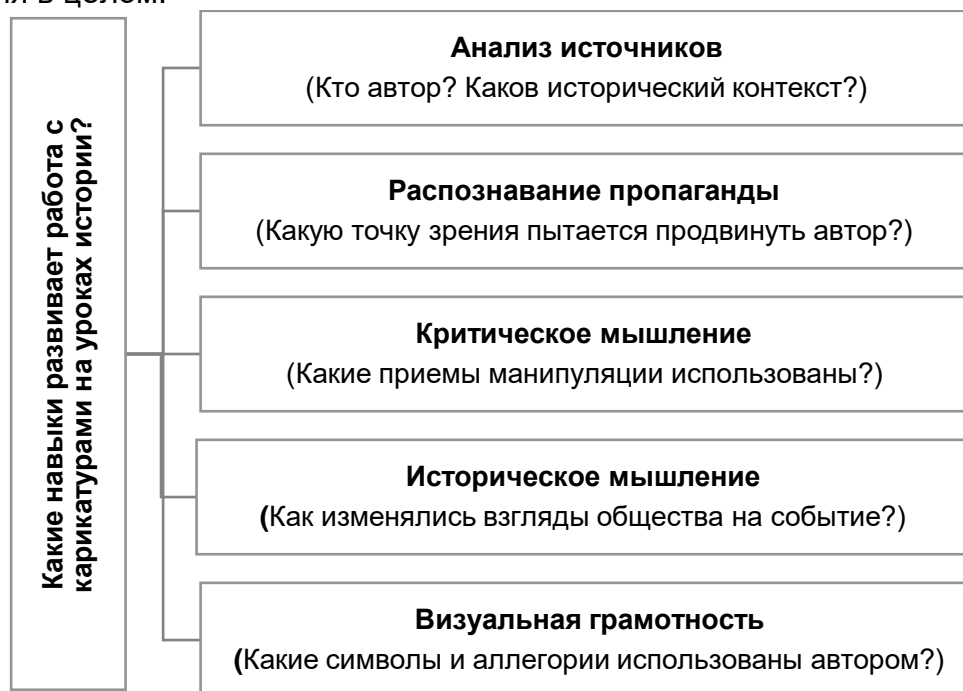 в целом.
Какие навыки развивает работа с
карикатурами на уроках истории?
Анализ источников
(Кто автор? Каков исторический контекст?)
Распознавание пропаганды
(Какую точку зрения пытается продвинуть автор?)
Критическое мышление
(Какие приемы манипуляции использованы?)
Историческое мышление
(Как изменялись взгляды общества на событие?)
Визуальная грамотность
(Какие символы и аллегории использованы автором?)